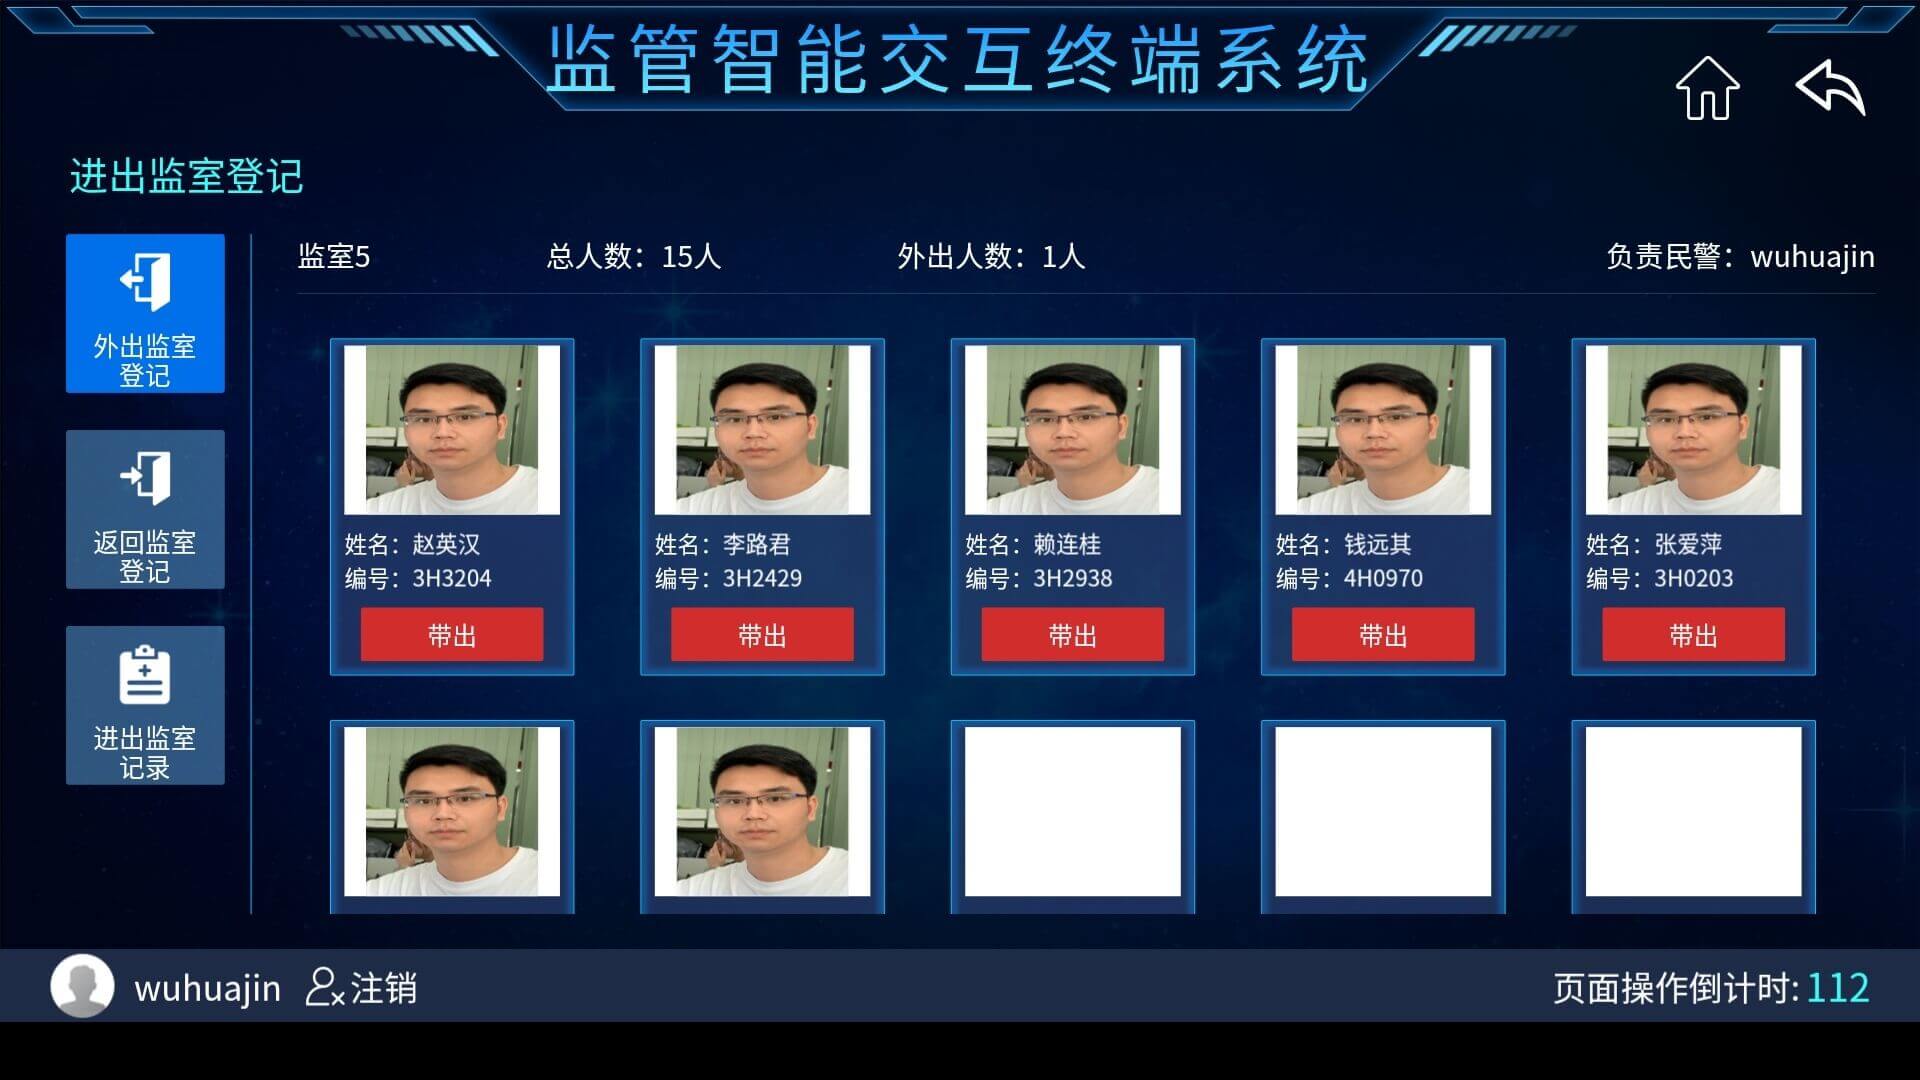 监管智能交互终端系统
进出监室登记
监室5 总人数：15人 外出人数：1人 负责民警：wuhuajin
外出监室
登记
返回监室
登记
进出监室
记录
姓名：赵英汉
编号：3H3204
带出
姓名：李路君
编号：3H2429
带出
姓名：赖连桂
编号：3H2938
带出
姓名：钱远其
编号：4H0970
带出
姓名：张爱萍
编号：3H0203
带出
wuhuajin 注销
页面操作倒计时:112